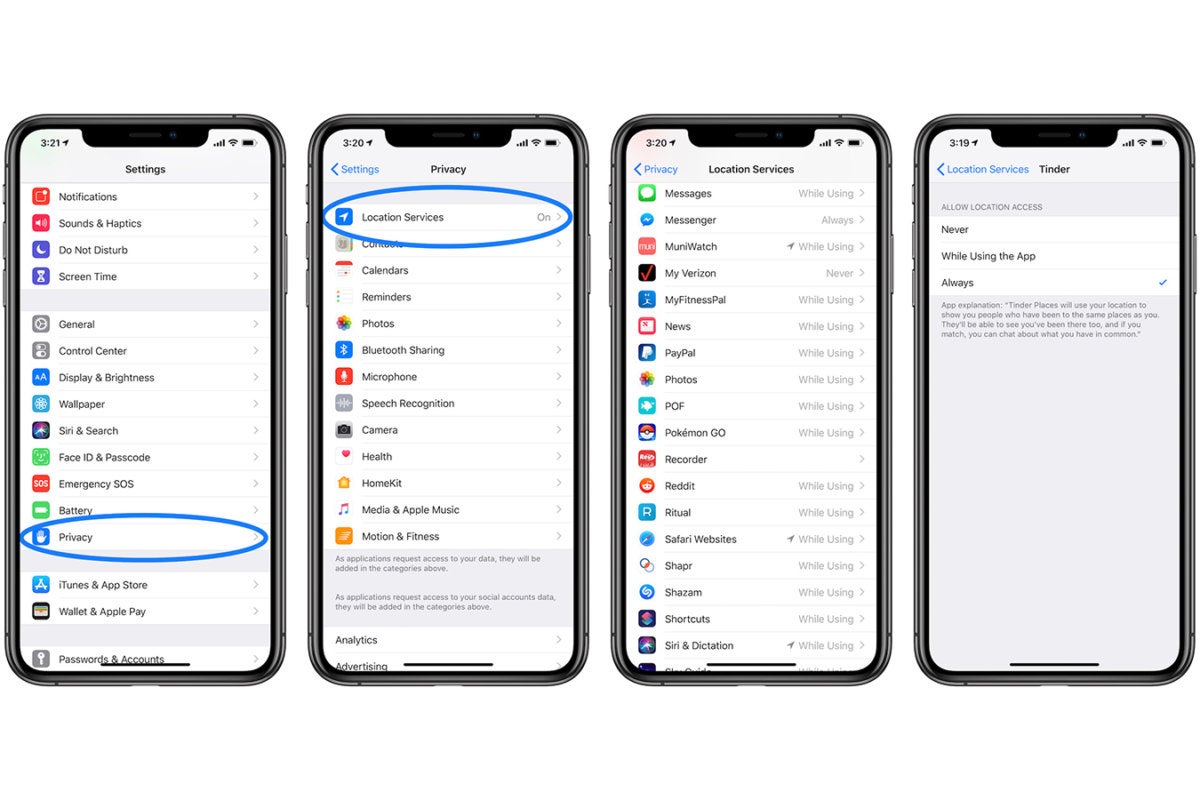 3:21
Settings
Notifications
Sounds & Haptics
Do Not Disturb
Screen Time
General
Control Center
AA Display & Brightness
Wallpaper
Siri & Search
Face ID & Passcode
SOS Emergency SOS
Battery
Privacy
iTunes & App Store
Wallet & Apple Pay
Passwords & Accounts
3:20
Settings Privacy
Location Services On
Contacts
Calendars
Reminders
Photos
Bluetooth Sharing
Microphone
Speech Recognition
Camera
Health
HomeKit
Media & Apple Music
Motion & Fitness
As applications request access to your data, they will be
added in the categories above.
As applications request access to your social accounts data,
they will be added in the categories above.
Analytics
Advertising
3:20
Privacy Location Services
Messages While Using
Messenger Always
muni MuniWatch While Using
My Verizon Never
MyFitnessPal While Using
News While Using
PayPal While Using
Photos While Using
POF While Using
Pokémon GO While Using
Recorder
Reddit While Using
R Ritual While Using
Safari Websites While Using
Shapr While Using
Shazam While Using
Shortcuts While Using
Siri & Dictation While Using
Sky Guide While Using
3:19
Location Services Tinder
ALLOW LOCATION ACCESS
Never
While Using the App
Always
App explanation: "Tinder Places will use your location to
show you people who have been to the same places as you.
They'll be able to see you've been there too, and if you
match, you can chat about what you have in common."